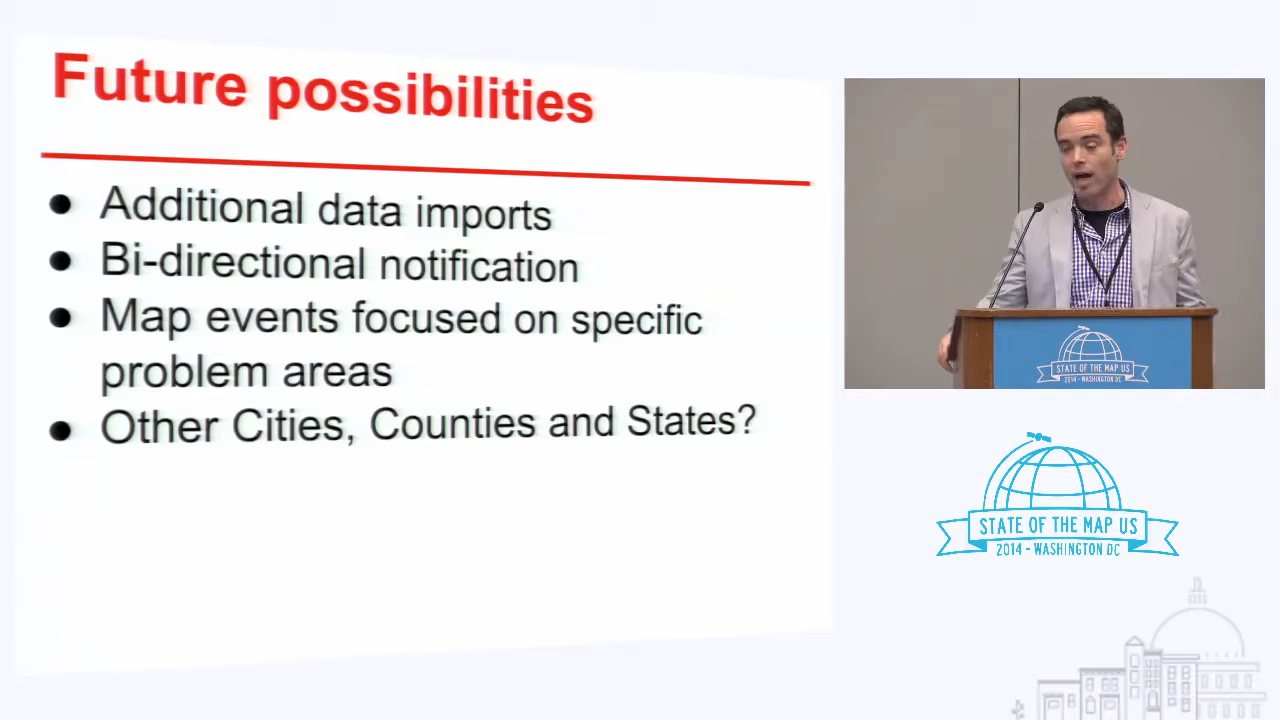 Future possibilities
● Additional data imports
● Bi-directional notification
● Map events focused on specific
problem areas
● Other Cities, Counties and States?
STATE OF THE MAP US
2014 - WASHINGTON DC
STATE OF THE MAP US
2014 - WASHINGTON DC